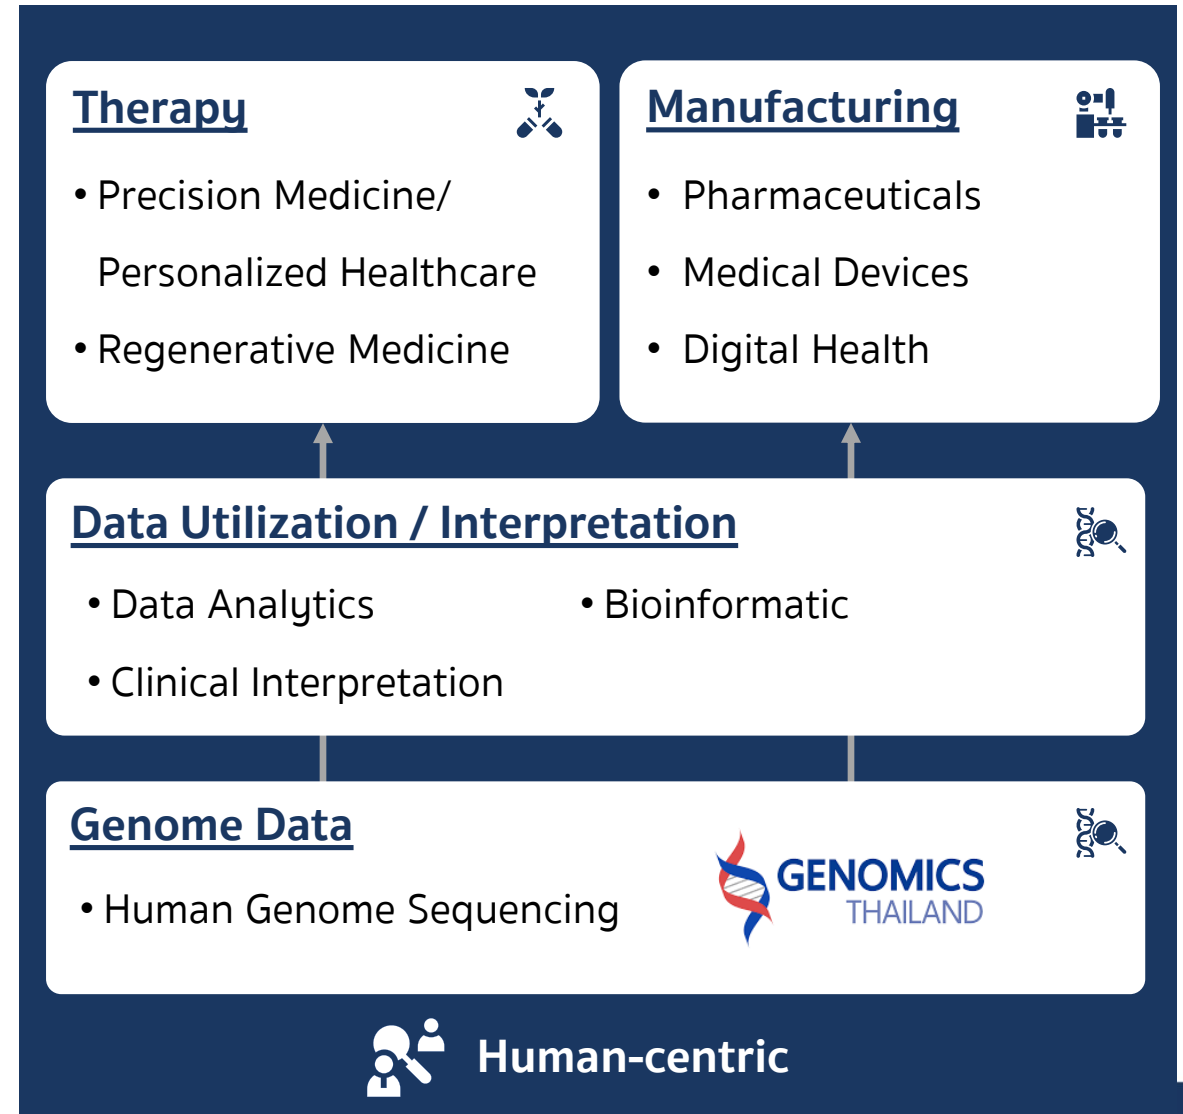 Therapy
• Precision Medicine/
Personalized Healthcare
• Regenerative Medicine
Manufacturing
• Pharmaceuticals
• Medical Devices
• Digital Health
Data Utilization / Interpretation
• Data Analytics
• Clinical Interpretation
• Bioinformatic
Genome Data
• Human Genome Sequencing
GENOMICS
THAILAND
Human-centric